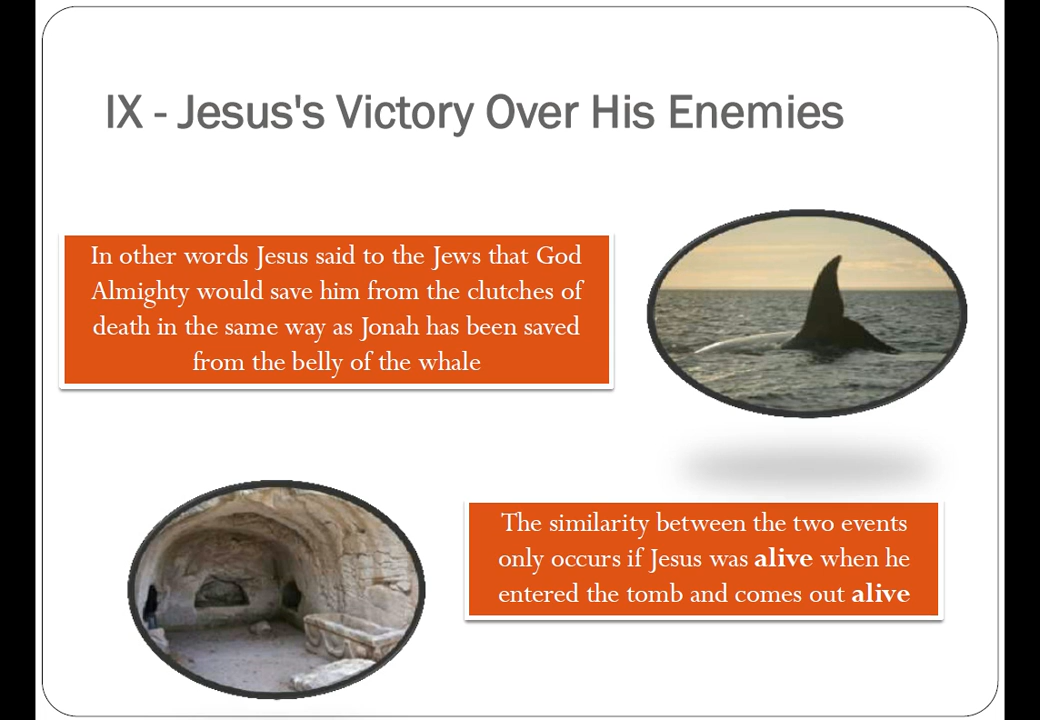 IX - Jesus's Victory Over His Enemies
In other words Jesus said to the Jews that God
Almighty would save him from the clutches of
death in the same way as Jonah has been saved
from the belly of the whale
The similarity between the two events
only occurs if Jesus was alive when he
entered the tomb and comes out alive